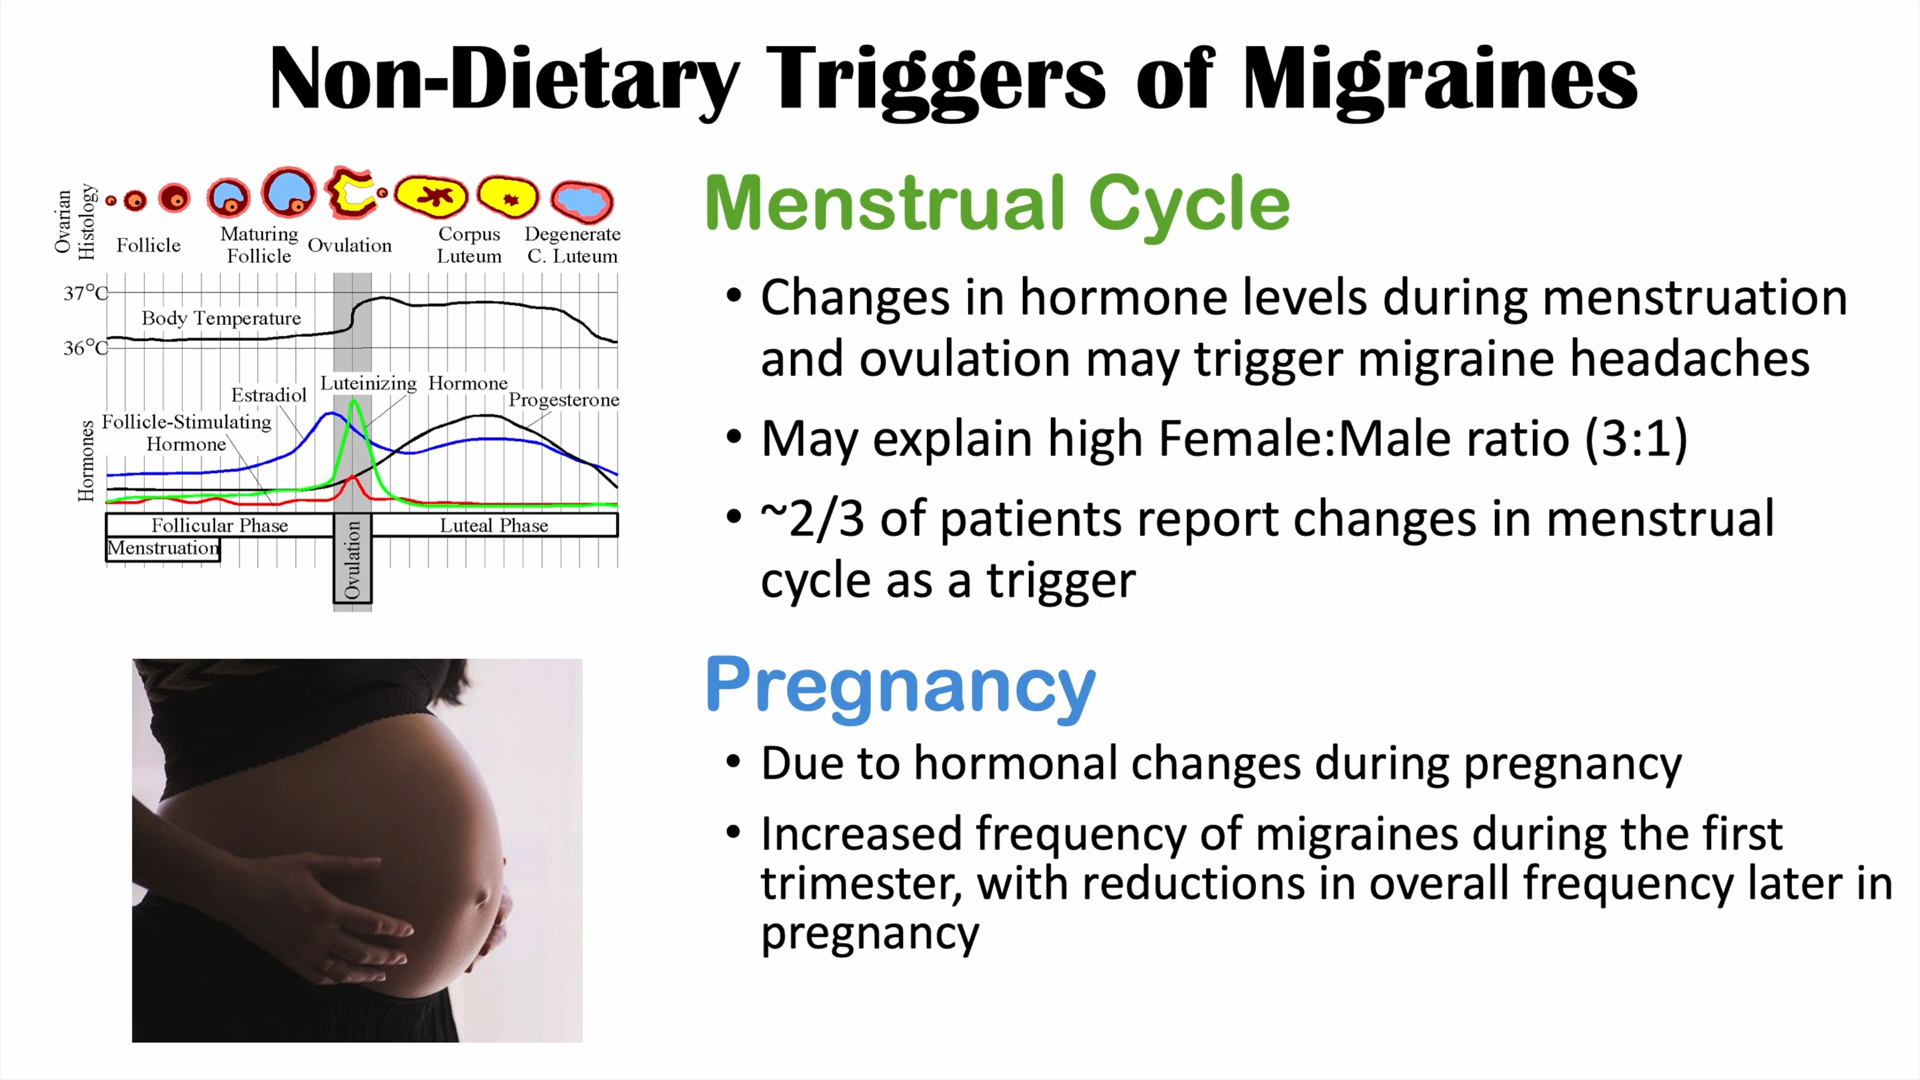 Non-Dietary Triggers of Migraines
Ovarian
Histology
Follicle
Maturing
Follicle
Ovulation
Corpus
Luteum
Degenerate
C. Luteum
37°C
Body Temperature
36°C
Hormones
Estradiol
Luteinizing Hormone
Progesterone
Follicle-Stimulating
Hormone
Follicular Phase
Luteal Phase
Menstruation
Ovulation
Menstrual Cycle
• Changes in hormone levels during menstruation
and ovulation may trigger migraine headaches
• May explain high Female:Male ratio (3:1)
• ~2/3 of patients report changes in menstrual
cycle as a trigger
Pregnancy
• Due to hormonal changes during pregnancy
• Increased frequency of migraines during the first
trimester, with reductions in overall frequency later in
pregnancy